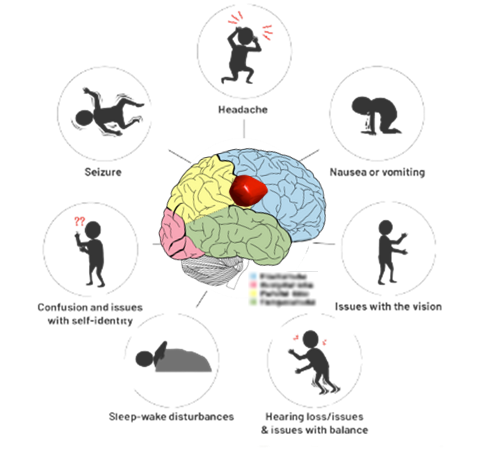 Headache
Seizure
Nausea or vomiting
??
Confusion and issues
with self-identity
Issues with the vision
Sleep-wake disturbances
Hearing loss/issues
& issues with balance